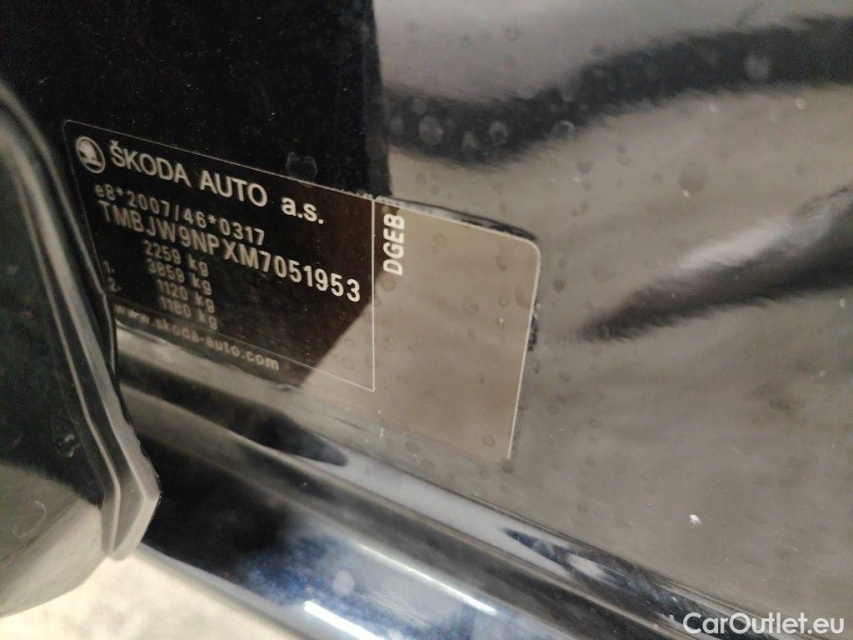 ŠKODA AUTO a.s.
e8*2007/46*0317
TMBJW9NPXM7051953
2259 kg
3859 kg
1- 1120 kg
2- 1180 kg
www.skoda-auto.com
DGEB
CarOutlet.eu